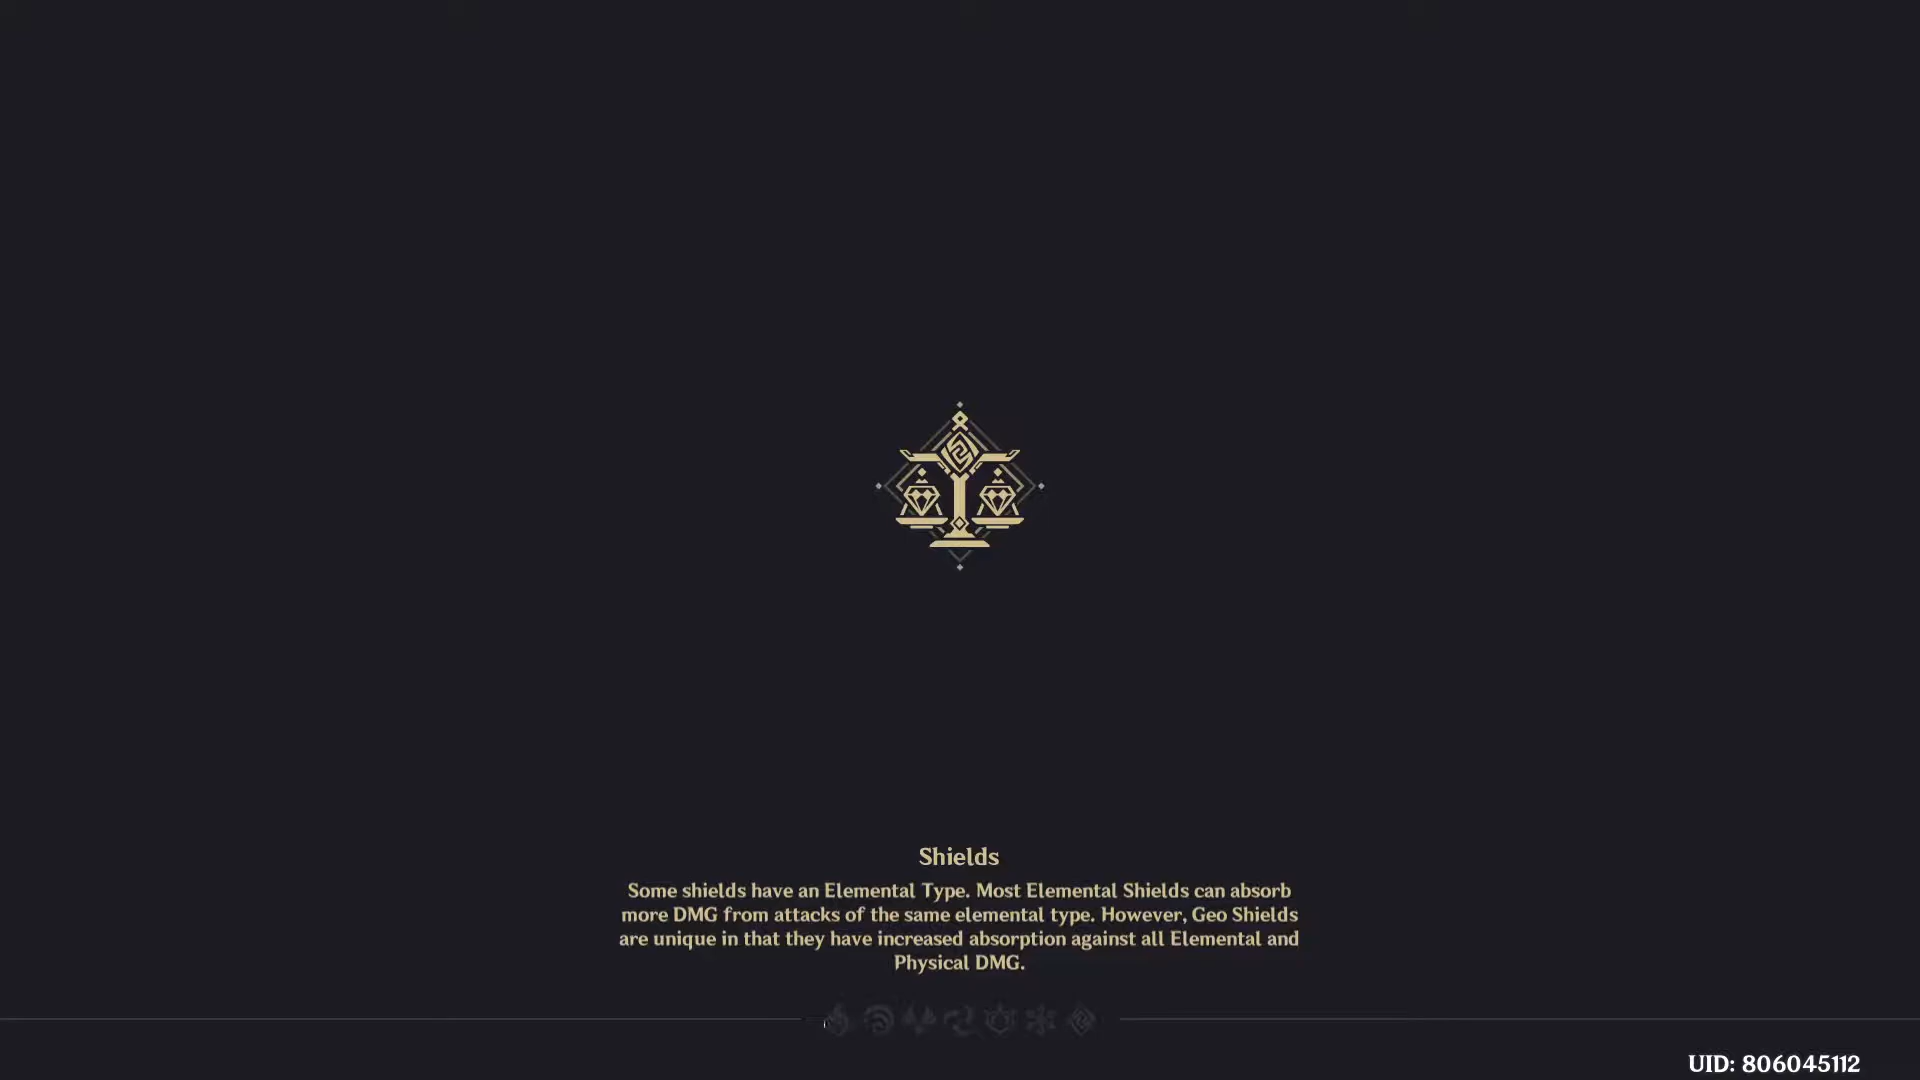 Shields
Some shields have an Elemental Type. Most Elemental Shields can absorb
more DMG from attacks of the same elemental type. However, Geo Shields
are unique in that they have increased absorption against all Elemental and
Physical DMG.
UID: 806045112